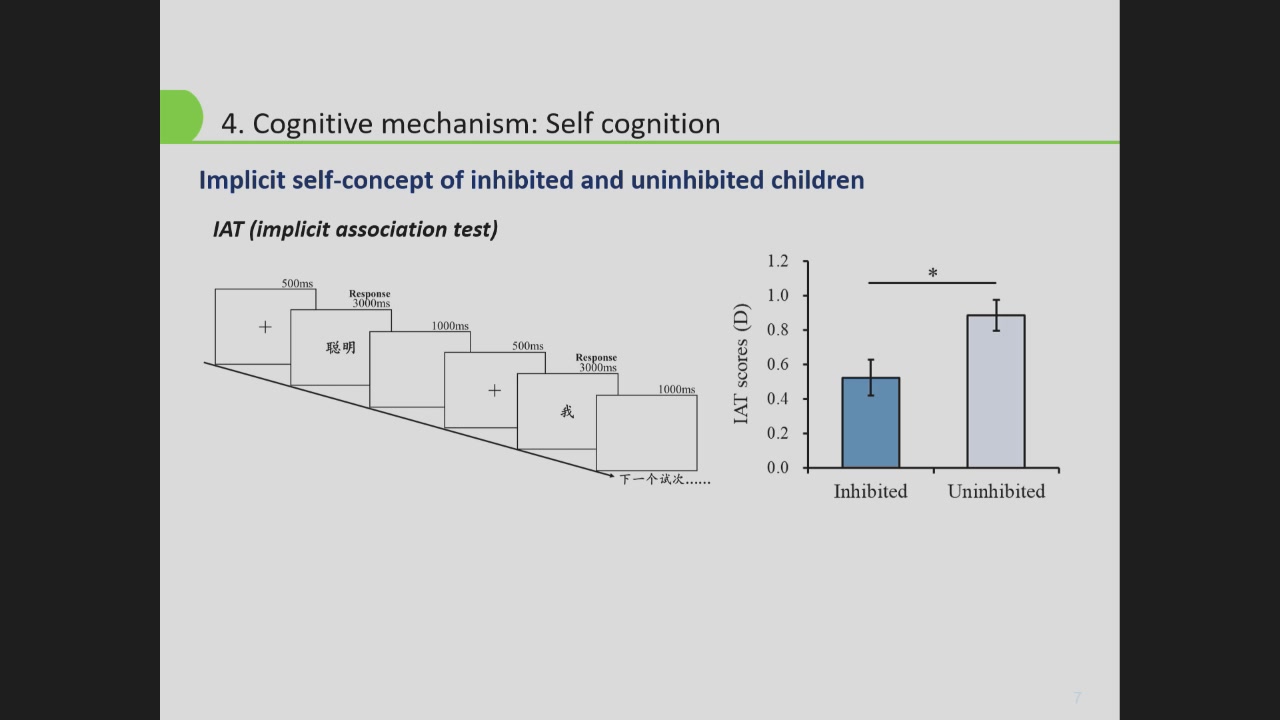 4. Cognitive mechanism: Self cognition
Implicit self-concept of inhibited and uninhibited children
IAT (implicit association test)
500ms
+
Response
3000ms
聪明
1000ms
500ms
+
Response
3000ms
我
1000ms
下一个试次......
IAT scores (D)
1.2
1.0
0.8
0.6
0.4
0.2
0.0
*
Inhibited
Uninhibited
7